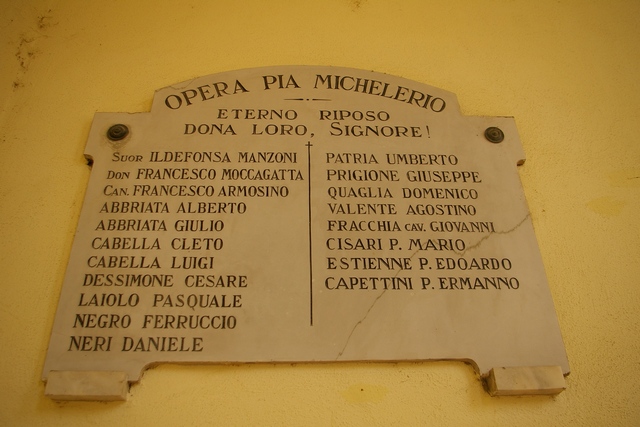 OPERA PIA MICHELERIO
ETERNO RIPOSO
DONA LORO, SIGNORE!
SUOR ILDEFONSA MANZONI
DON FRANCESCO MOCCAGATTA
CAN. FRANCESCO ARMOSINO
ABBRIATA ALBERTO
ABBRIATA GIULIO
CABELLA CLETO
CABELLA LUIGI
DESSIMONE CESARE
LAIOLO PASQUALE
NEGRO FERRUCCIO
NERI DANIELE
PATRIA UMBERTO
PRIGIONE GIUSEPPE
QUAGLIA DOMENICO
VALENTE AGOSTINO
FRACCHIA CAV. GIOVANNI
CISARI P. MARIO
ESTIENNE P. EDOARDO
CAPETTINI P. ERMANNO